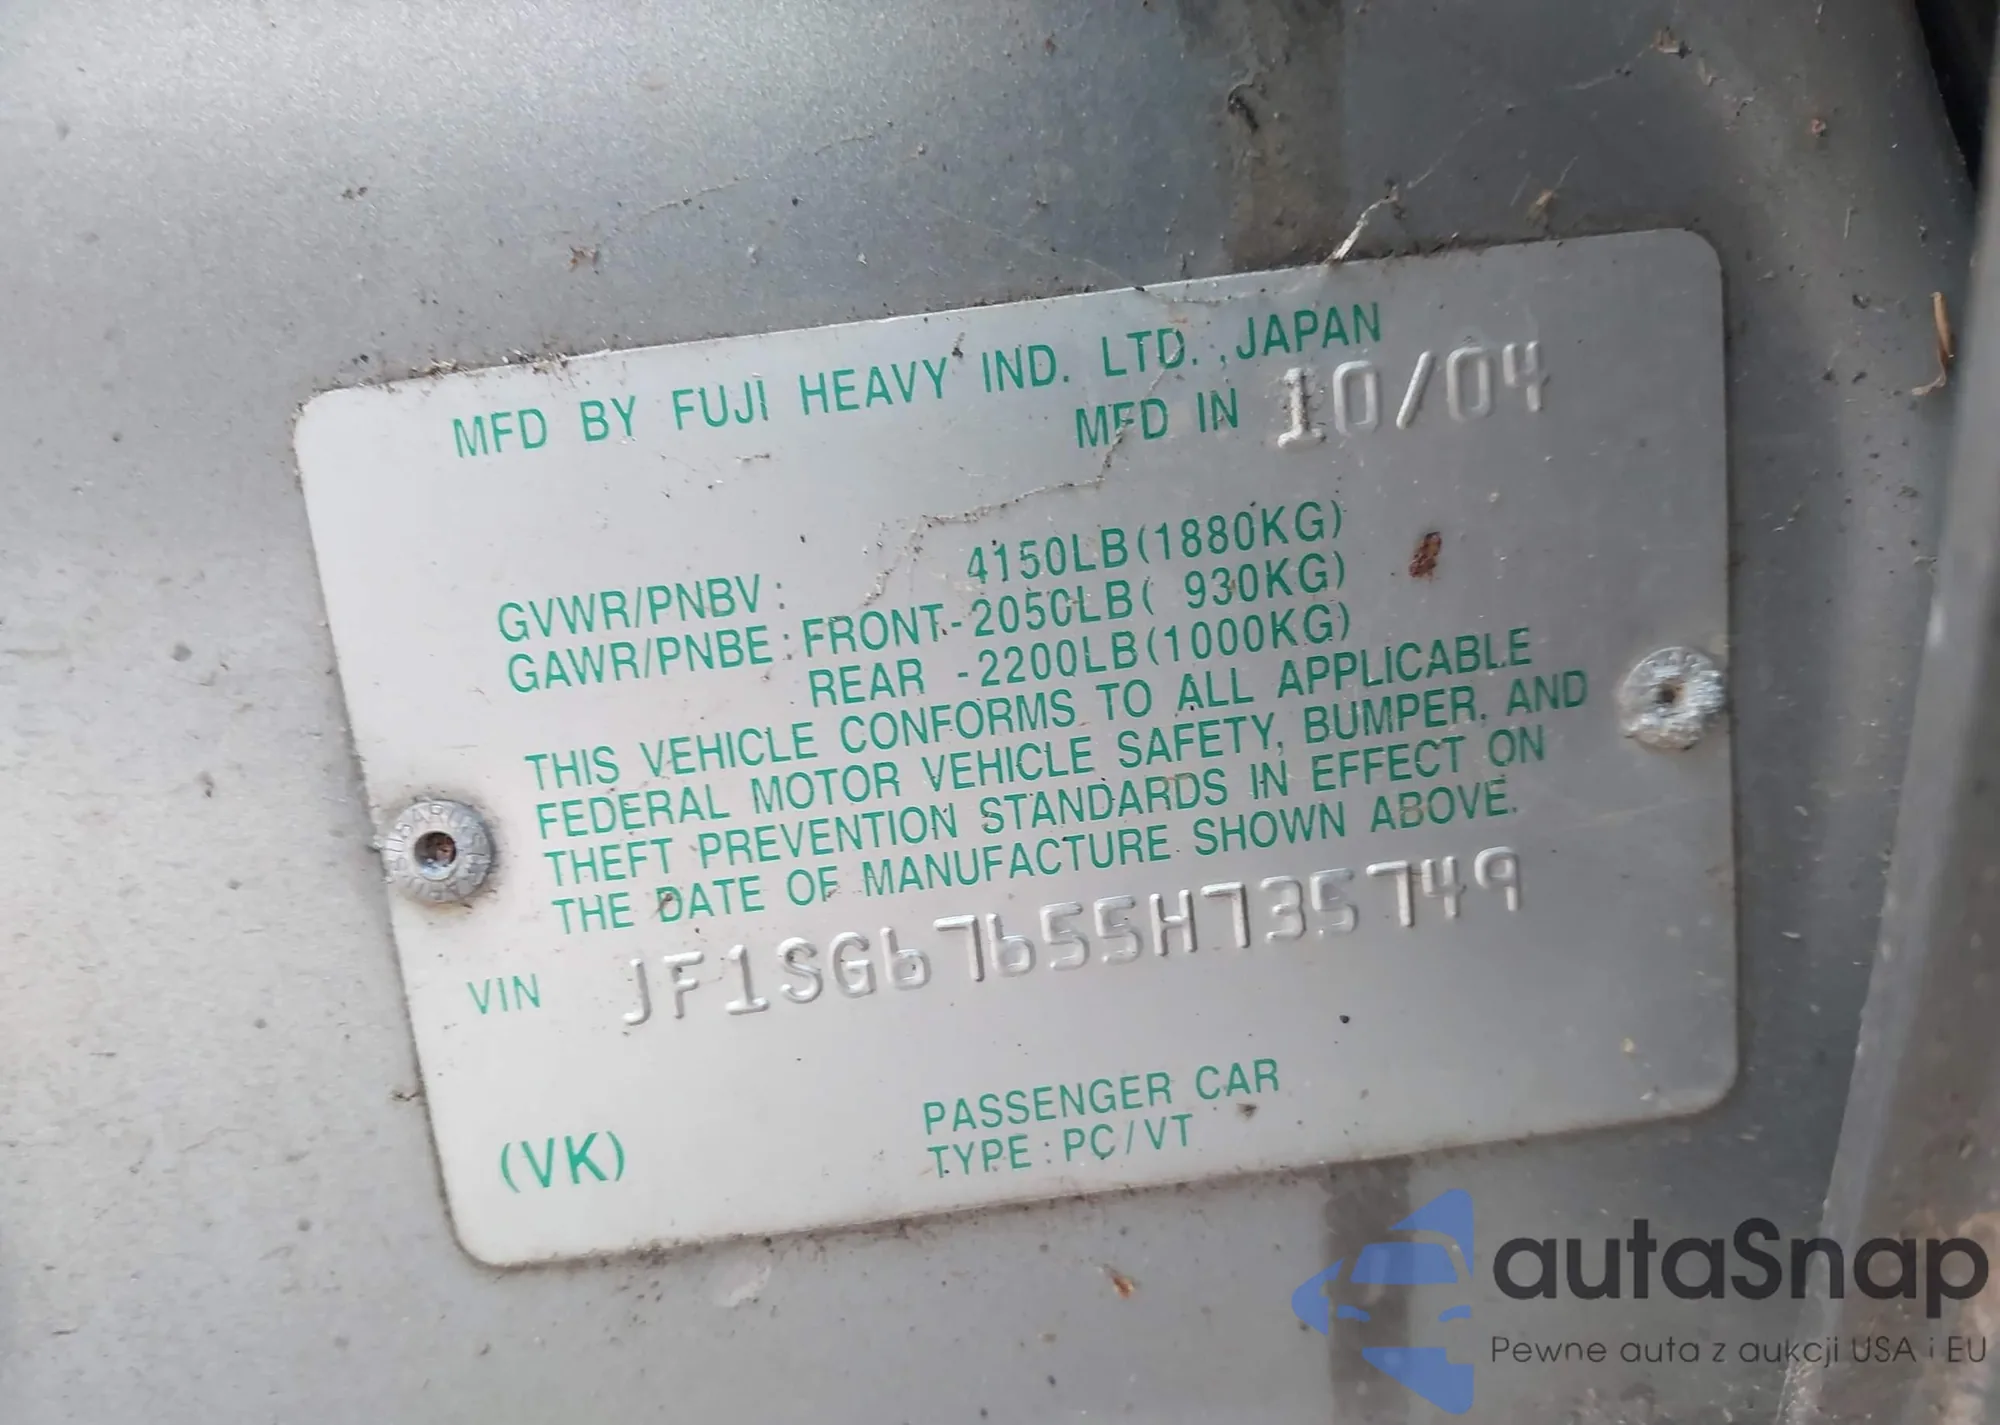 MFD BY FUJI HEAVY IND. LTD.,JAPAN
MFD IN 10/04
GVWR/PNBV: 4150LB(1880KG)
GAWR/PNBE:FRONT-2050LB( 930KG)
REAR -2200LB(1000KG)
THIS VEHICLE CONFORMS TO ALL APPLICABLE
FEDERAL MOTOR VEHICLE SAFETY, BUMPER, AND
THEFT PREVENTION STANDARDS IN EFFECT ON
THE DATE OF MANUFACTURE SHOWN ABOVE.
VIN JF1SG67655H735749
PASSENGER CAR
(VK) TYPE:PC/VT
autaSnap
Pewne auta z aukcji USA i EU